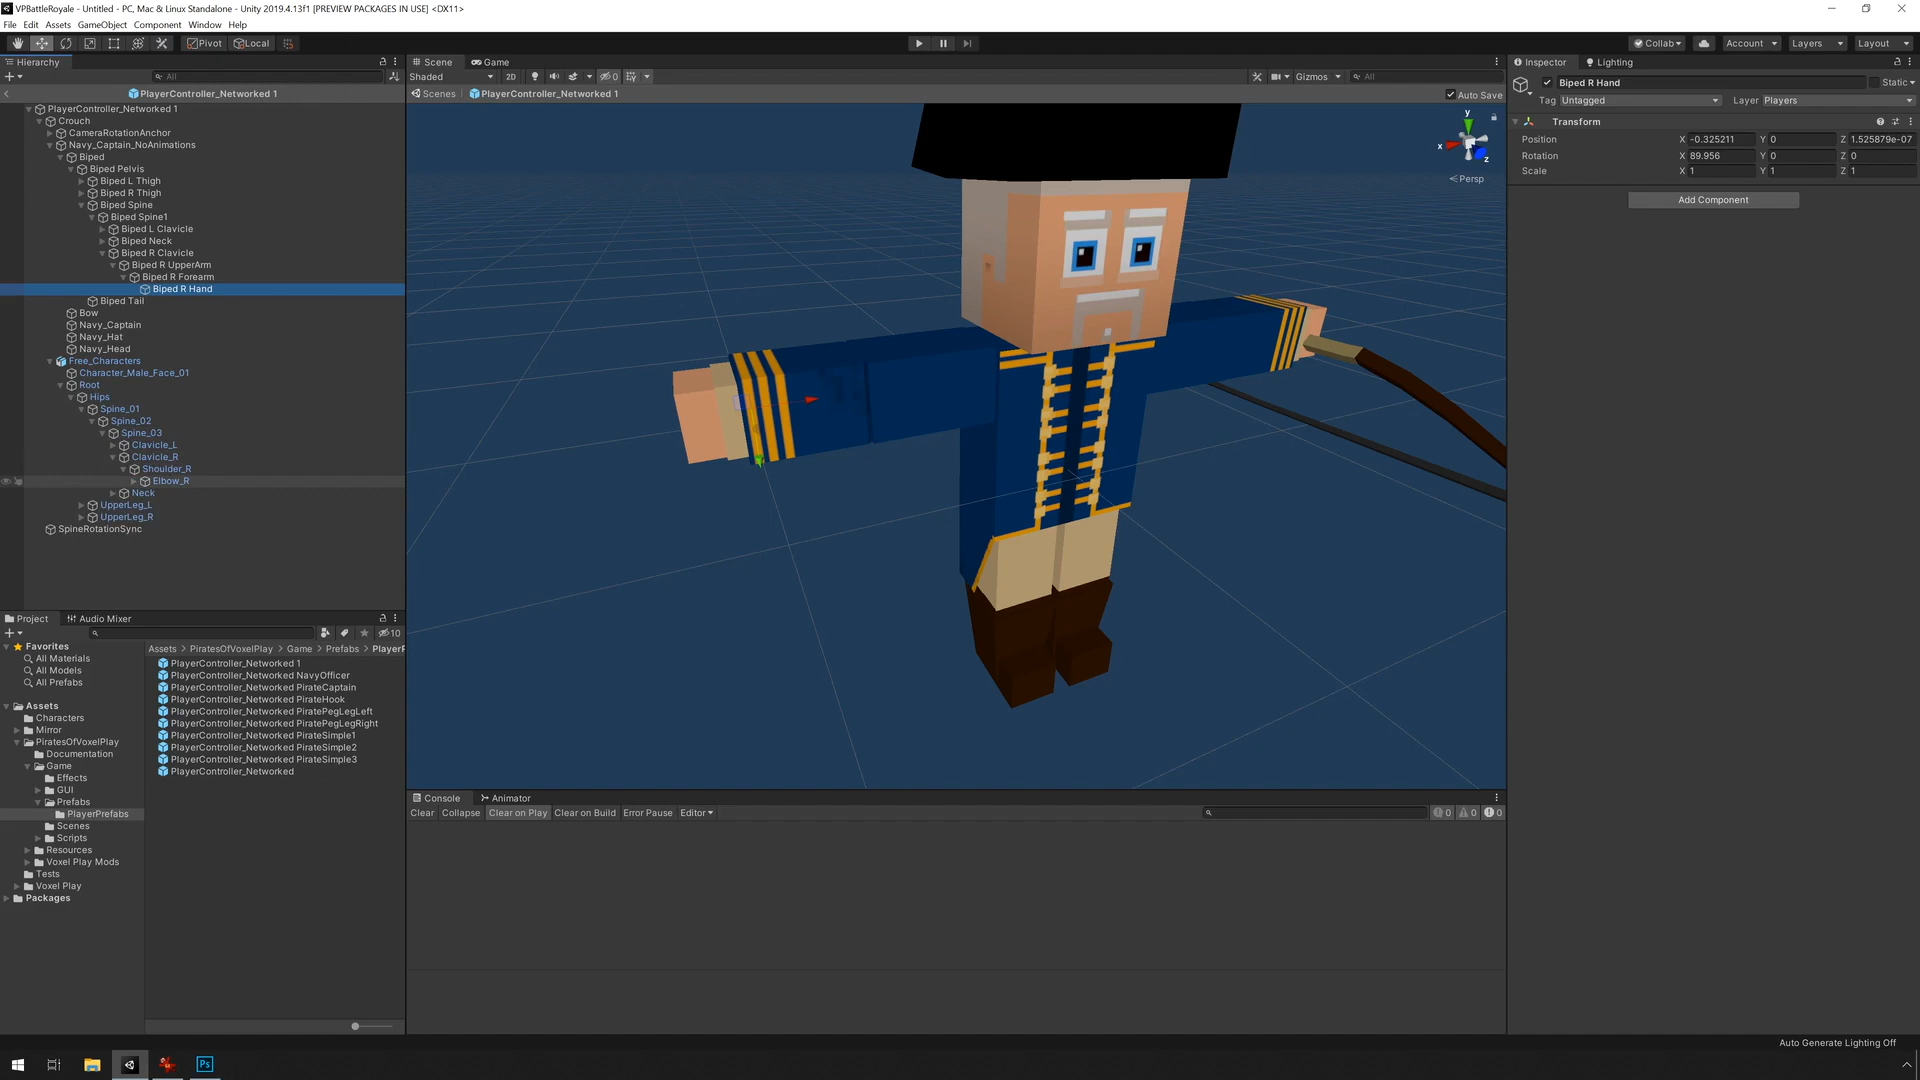 VPBattleRoyale - Untitled - PC, Mac & Linux Standalone - Unity 2019.4.13f1 [PREVIEW PACKAGES IN USE] <DX11>
File Edit Assets GameObject Component Window Help
Pivot Local Collab Account Layers Layout
Hierarchy
All
PlayerController_Networked 1
PlayerController_Networked 1
Crouch
CameraRotationAnchor
Navy_Captain_NoAnimations
Biped
Biped Pelvis
Biped L Thigh
Biped R Thigh
Biped Spine
Biped Spine1
Biped L Clavicle
Biped Neck
Biped R Clavicle
Biped R UpperArm
Biped R Forearm
Biped R Hand
Biped Tail
Bow
Navy_Captain
Navy_Hat
Navy_Head
Free_Characters
Character_Male_Face_01
Root
Hips
Spine_01
Spine_02
Spine_03
Clavicle_L
Clavicle_R
Shoulder_R
Elbow_R
Neck
UpperLeg_L
UpperLeg_R
SpineRotationSync
Scene Game
Shaded 2D 0 Gizmos All
Scenes PlayerController_Networked 1 Auto Save
y
x
z
Persp
Inspector Lighting
Biped R Hand Static
Tag Untagged Layer Players
Transform
Position X -0.325211 Y 0 Z 1.525879e-07
Rotation X 89.956 Y 0 Z 0
Scale X 1 Y 1 Z 1
Add Component
Project Audio Mixer
10
Favorites
All Materials
All Models
All Prefabs
Assets
Characters
Mirror
PiratesOfVoxelPlay
Documentation
Game
Effects
GUI
Prefabs
PlayerPrefabs
Scenes
Scripts
Resources
Voxel Play Mods
Tests
Voxel Play
Packages
Assets > PiratesOfVoxelPlay > Game > Prefabs > PlayerP
PlayerController_Networked 1
PlayerController_Networked NavyOfficer
PlayerController_Networked PirateCaptain
PlayerController_Networked PirateHook
PlayerController_Networked PiratePegLegLeft
PlayerController_Networked PiratePegLegRight
PlayerController_Networked PirateSimple1
PlayerController_Networked PirateSimple2
PlayerController_Networked PirateSimple3
PlayerController_Networked
Console Animator
Clear Collapse Clear on Play Clear on Build Error Pause Editor 0 0 0
Auto Generate Lighting Off
Ps